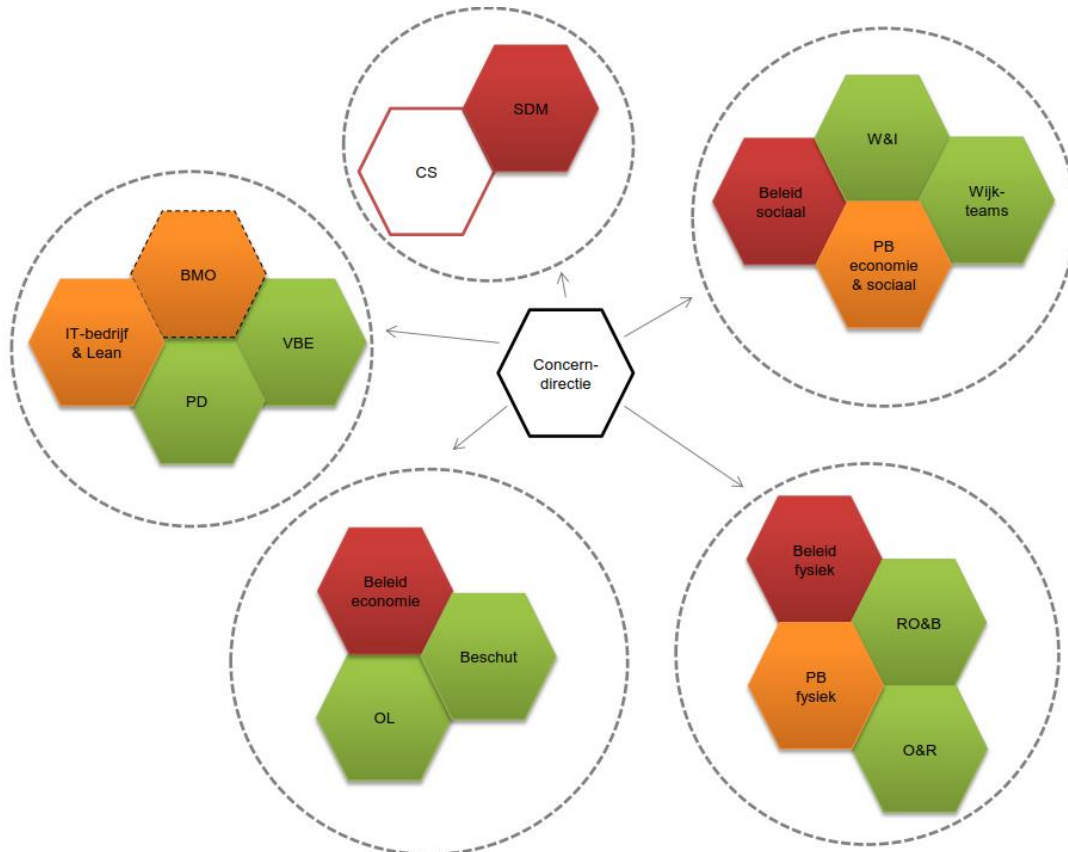 SDM
CS
W&I
Beleid
sociaal
Wijk-
teams
PB
economie
& sociaal
BMO
IT-bedrijf
& Lean
VBE
PD
Concern-
directie
Beleid
economie
Beschut
OL
Beleid
fysiek
RO&B
PB
fysiek
O&R